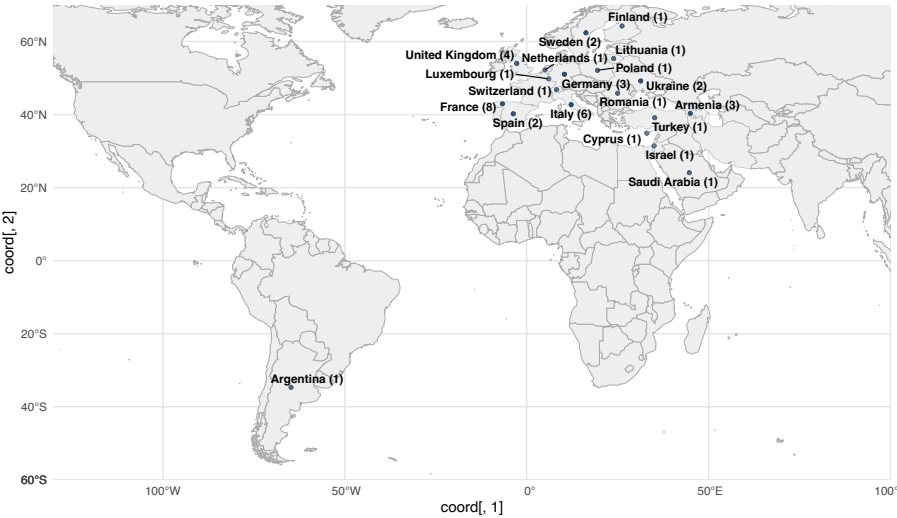 Finland (1)
60°N
Sweden (2)
Lithuania (1)
United Kingdom (4)
Netherlands (1)
Poland (1)
Luxembourg (1)
Germany (3)
Ukraine (2)
Switzerland (1)
Romania (1)
Armenia (3)
France (8)
40°N
Italy (6)
Spain (2)
Turkey (1)
Cyprus (1)
Israel (1)
Saudi Arabia (1)
20°N
coord[, 2]
0°
20°S
Argentina (1)
40°S
60°S
100°W
50°W
0°
50°E
100°
coord[, 1]